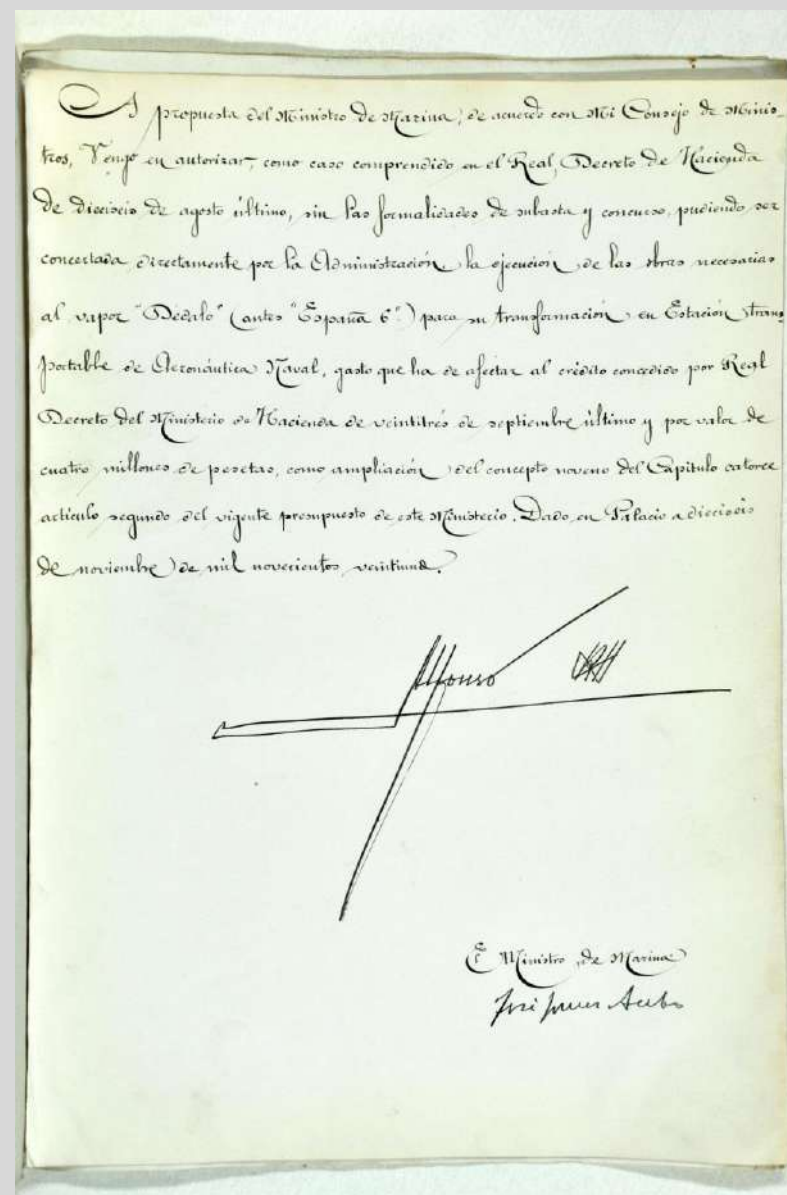 A propuesta del Ministro de Marina, de acuerdo con Mi Consejo de Minis-
tros, Vengo en autorizar, como caso comprendido en el Real Decreto de Hacienda
de dieciseis de agosto último, sin las formalidades de subasta y concurso, pudiendo ser
concertada directamente por la Administración, la ejecución de las obras necesarias
al vapor "Dédalo" (antes "España 6".) para su transformación en Estación trans-
portable de Aeronáutica Naval, gasto que ha de afectar al crédito concedido por Real
Decreto del Ministerio de Hacienda de veintitrés de septiembre último y por valor de
cuatro millones de pesetas, como ampliación del concepto noveno del Capítulo catorce
artículo segundo del vigente presupuesto de este Ministerio. Dado en Palacio a dieciseis
de noviembre de mil novecientos veintiuno.
Alfonso
El Ministro de Marina
José